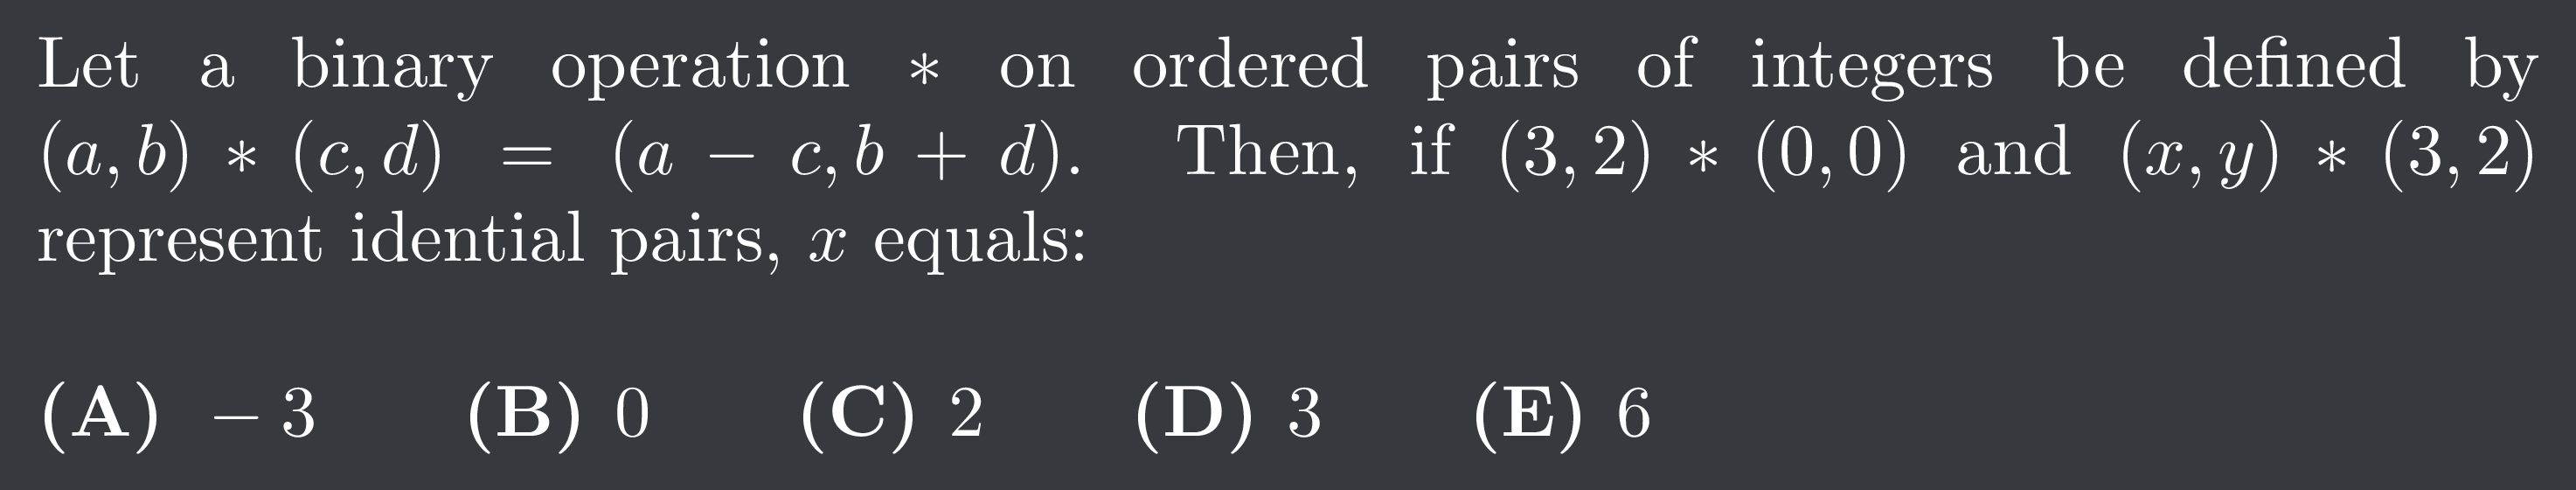 Let a binary operation ∗ on ordered pairs of integers be defined by
(a, b) ∗ (c, d) = (a − c, b + d). Then, if (3, 2) ∗ (0, 0) and (x, y) ∗ (3, 2)
represent idential pairs, x equals:
(A) − 3 (B) 0 (C) 2 (D) 3 (E) 6